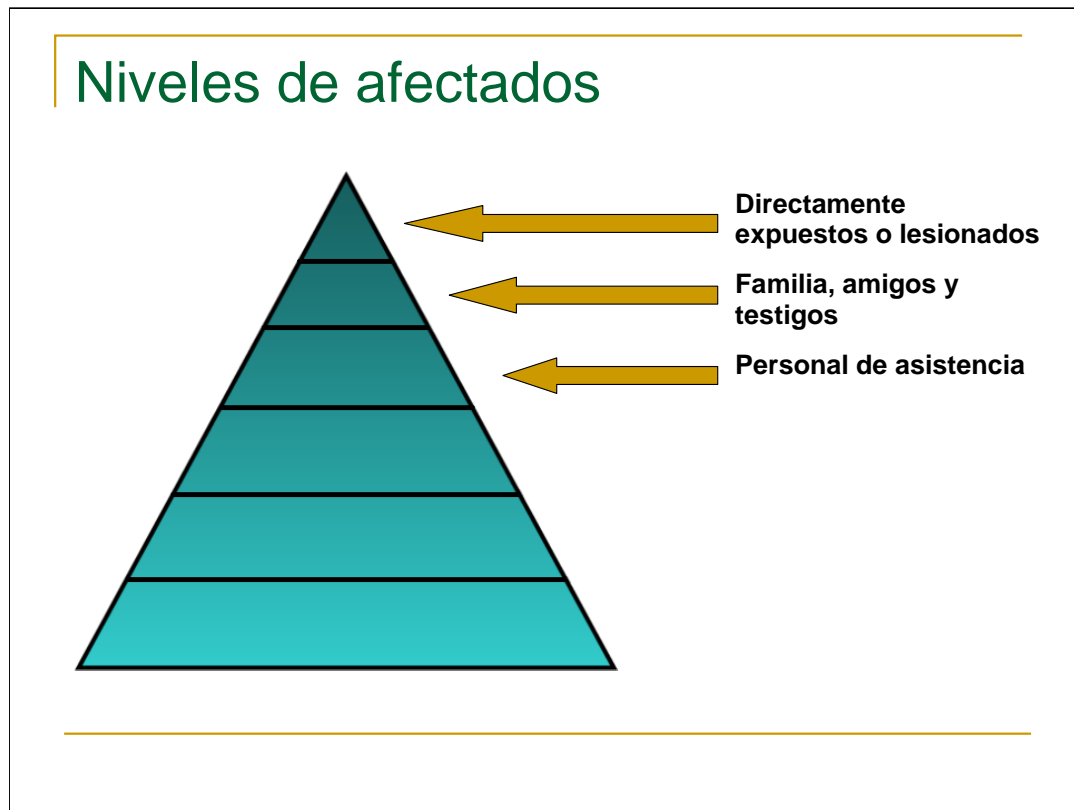 Niveles de afectados
Directamente
expuestos o lesionados
Familia, amigos y
testigos
Personal de asistencia